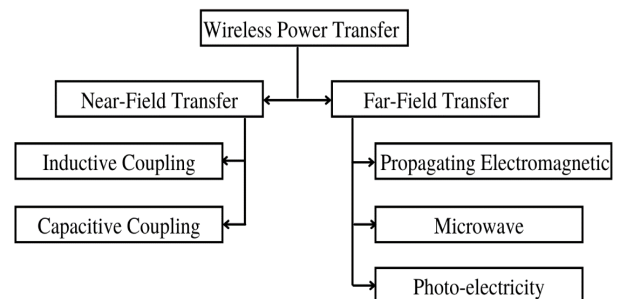 Wireless Power Transfer
Near-Field Transfer
Far-Field Transfer
Inductive Coupling
Propagating Electromagnetic
Capacitive Coupling
Microwave
Photo-electricity